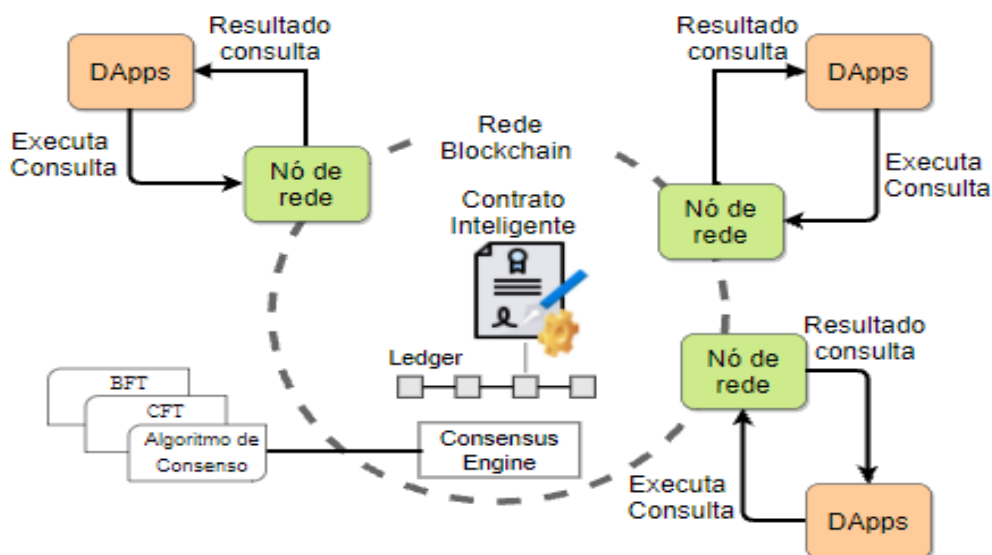 Resultado
consulta
DApps
Executa
Consulta
Nó de
rede
Rede
Blockchain
Contrato
Inteligente
Resultado
consulta
DApps
Executa
Consulta
Nó de
rede
Ledger
Nó de
rede
Resultado
consulta
Executa
Consulta
DApps
BFT
CFT
Algoritmo de
Consenso
Consensus
Engine